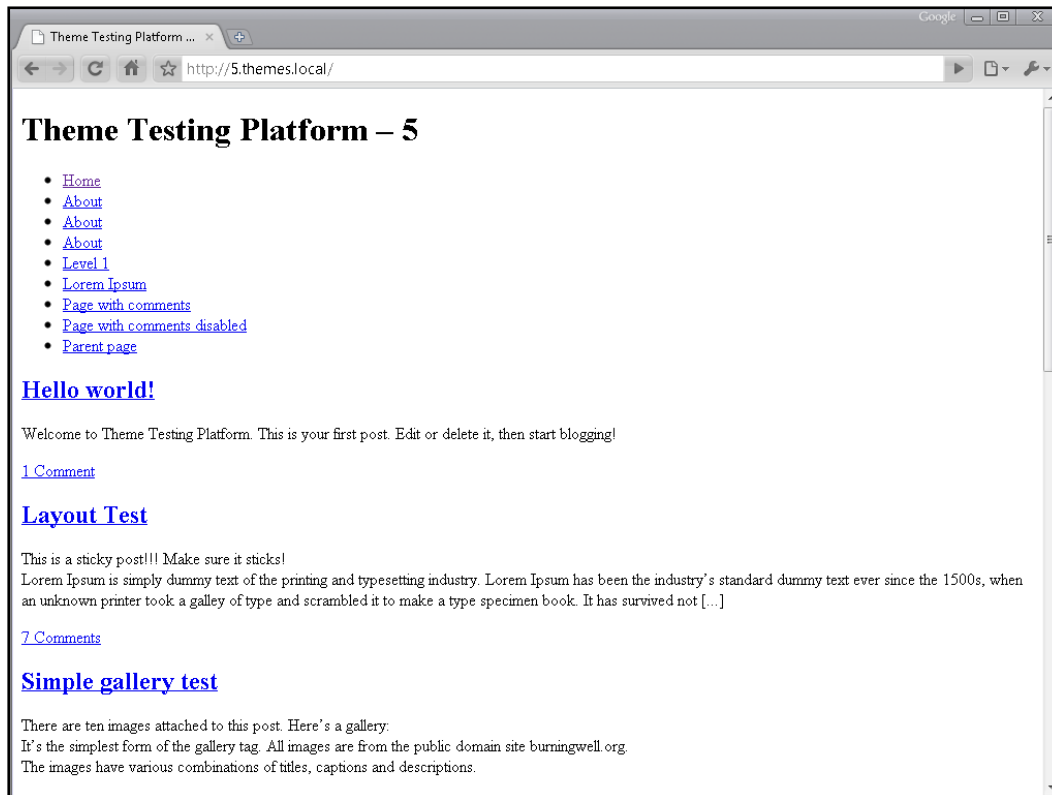 Google
Theme Testing Platform ...
http://5.themes.local/
Theme Testing Platform – 5
Home
About
About
About
Level 1
Lorem Ipsum
Page with comments
Page with comments disabled
Parent page
Hello world!
Welcome to Theme Testing Platform. This is your first post. Edit or delete it, then start blogging!
1 Comment
Layout Test
This is a sticky post!!! Make sure it sticks!
Lorem Ipsum is simply dummy text of the printing and typesetting industry. Lorem Ipsum has been the industry’s standard dummy text ever since the 1500s, when
an unknown printer took a galley of type and scrambled it to make a type specimen book. It has survived not [...]
7 Comments
Simple gallery test
There are ten images attached to this post. Here’s a gallery:
It’s the simplest form of the gallery tag. All images are from the public domain site burningwell.org.
The images have various combinations of titles, captions and descriptions.